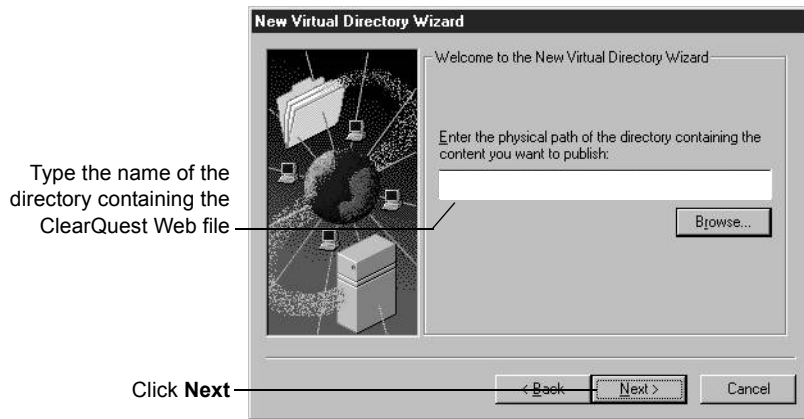 New Virtual Directory Wizard
Welcome to the New Virtual Directory Wizard
Enter the physical path of the directory containing the
content you want to publish:
Type the name of the
directory containing the
ClearQuest Web file
Browse...
Click Next
< Back
Next >
Cancel